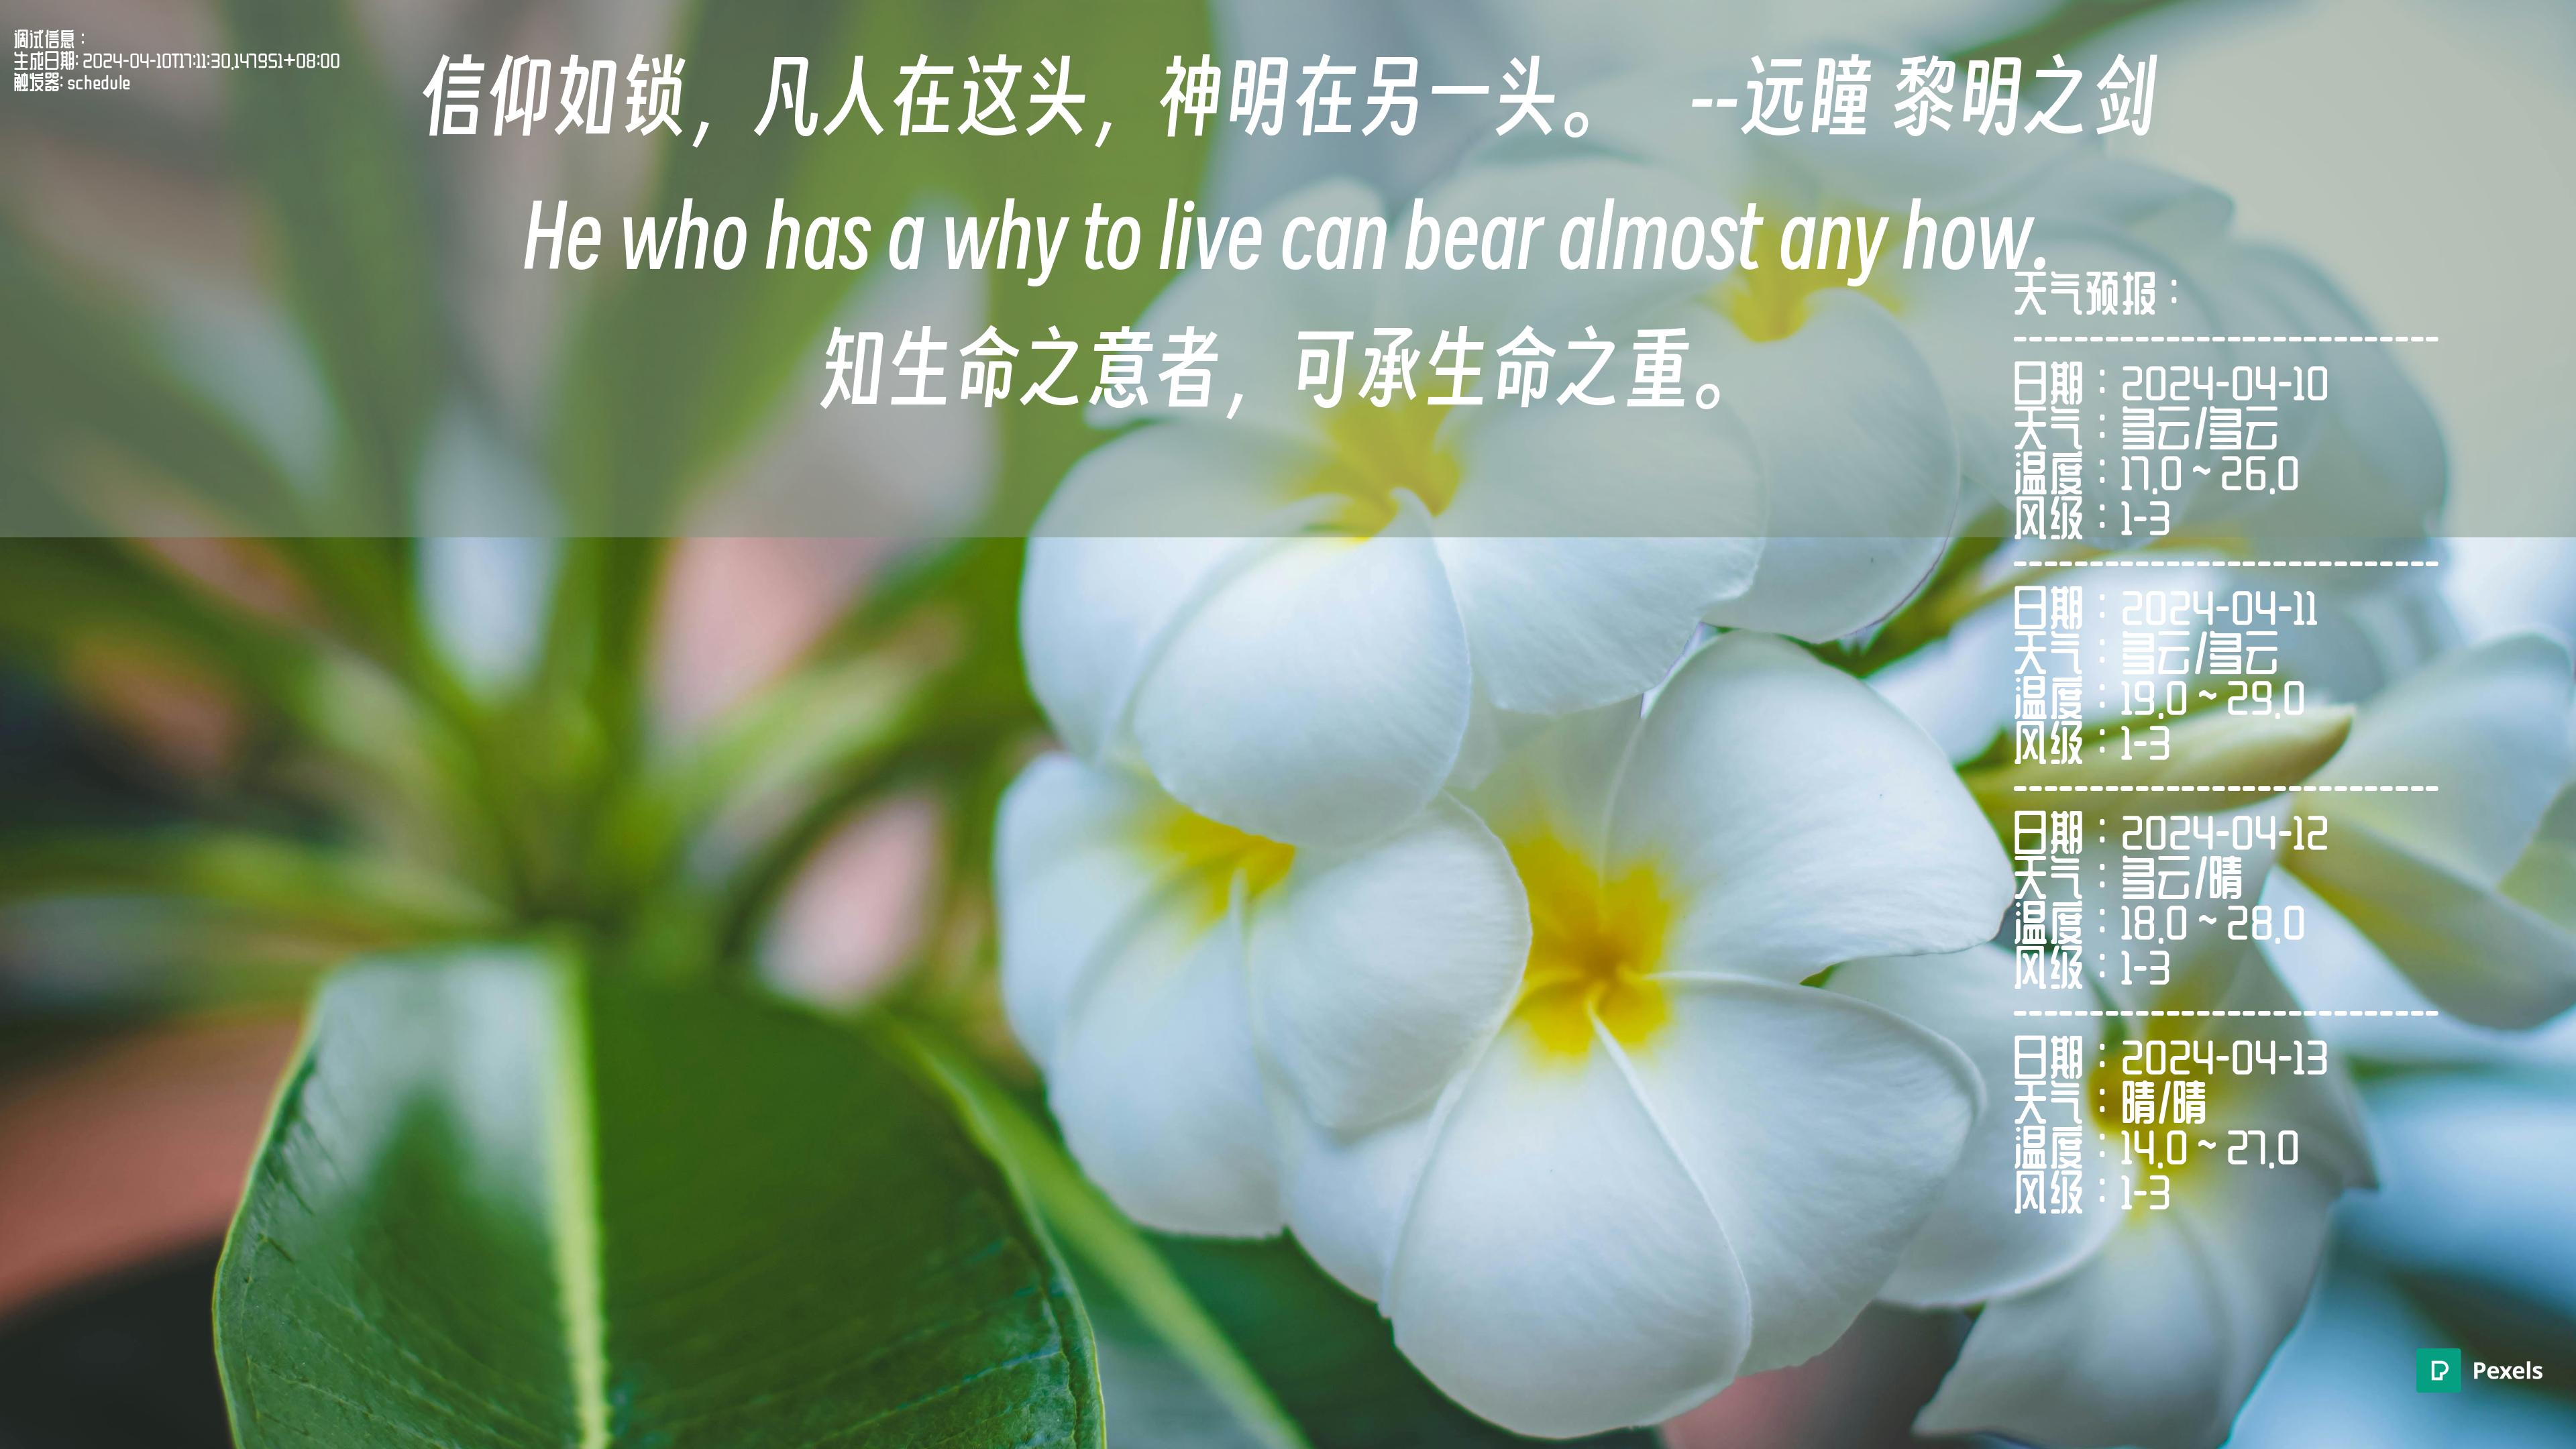 调试信息：
生成日期: 2024-04-10T17:11:30.147951+08:00
触发器: schedule
信仰如锁，凡人在这头，神明在另一头。 --远瞳 黎明之剑
He who has a why to live can bear almost any how.
知生命之意者，可承生命之重。
天气预报：
----------------------------
日期：2024-04-10
天气：多云/多云
温度：17.0 ~ 26.0
风级：1-3
----------------------------
日期：2024-04-11
天气：多云/多云
温度：19.0 ~ 29.0
风级：1-3
----------------------------
日期：2024-04-12
天气：多云/晴
温度：18.0 ~ 28.0
风级：1-3
----------------------------
日期：2024-04-13
天气：晴/晴
温度：14.0 ~ 27.0
风级：1-3
Pexels